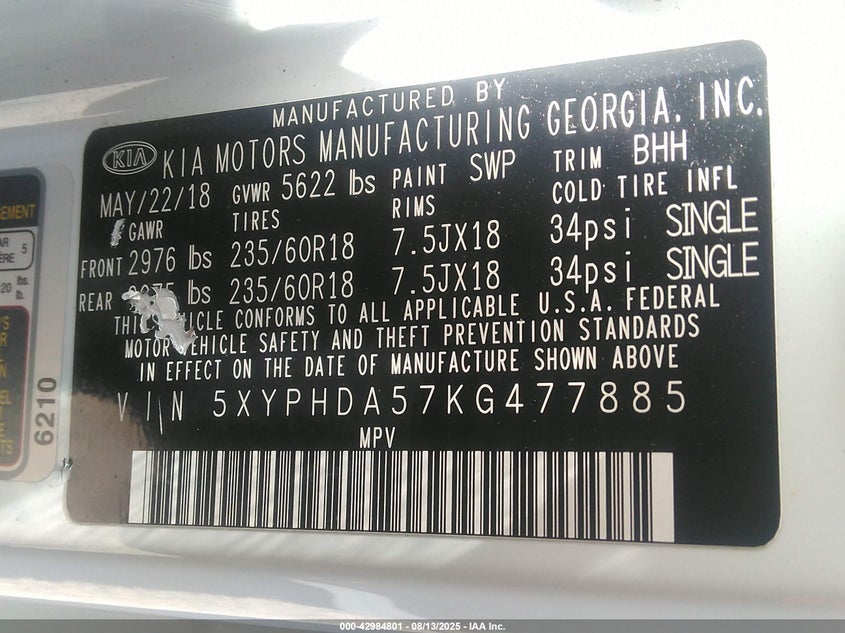 MANUFACTURED BY
KIA KIA MOTORS MANUFACTURING GEORGIA, INC.
MAY/22/18 GVWR 5622 lbs PAINT SWP TRIM BHH
GAWR TIRES RIMS COLD TIRE INFL
FRONT 2976 lbs 235/60R18 7.5JX18 34psi SINGLE
REAR lbs 235/60R18 7.5JX18 34psi SINGLE
CONFORMS TO ALL APPLICABLE U.S.A. FEDERAL
MOTOR VEHICLE SAFETY AND THEFT PREVENTION STANDARDS
IN EFFECT ON THE DATE OF MANUFACTURE SHOWN ABOVE
VIN 5XYPHDA57KG477885
MPV
6210
000-42984801 - 08/13/2025 - IAA Inc.